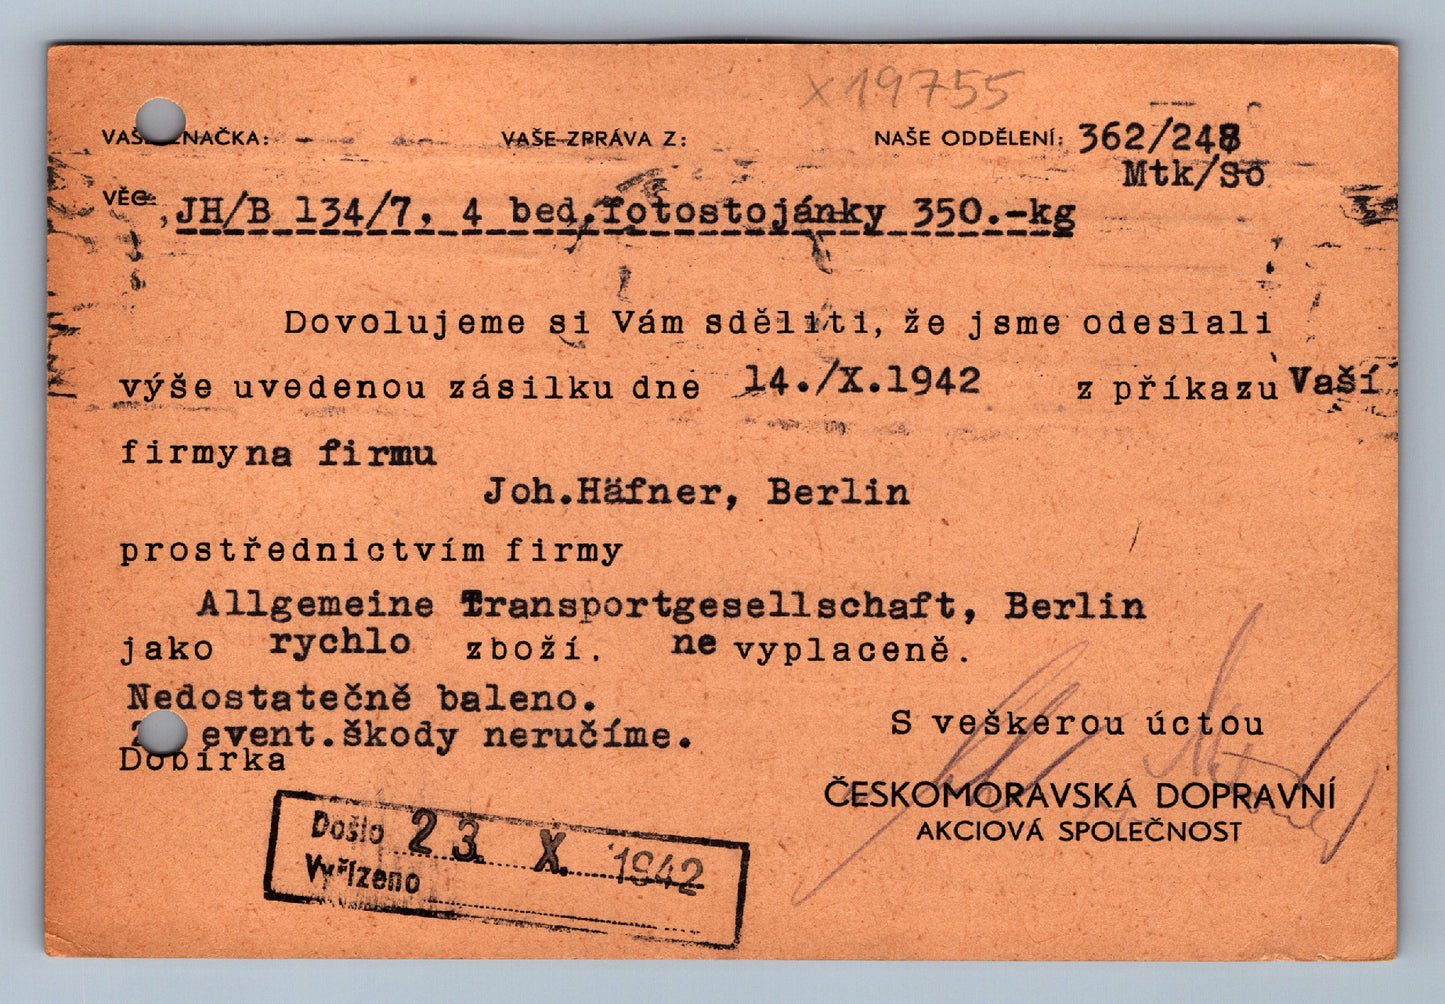 x 19755
VAŠE ZNAČKA: VAŠE ZPRÁVA Z: NAŠE ODDĚLENÍ: 362/248
Mtk/So
VĚC: JH/B 134/7, 4 bed.fotostojánky 350.-kg
Dovolujeme si Vám sděliti, že jsme odeslali
výše uvedenou zásilku dne 14./X.1942 z příkazu Vaší
firmy na firmu
Joh.Häfner, Berlin
prostřednictvím firmy
Allgemeine Transportgesellschaft, Berlin
jako rychlo zboží. ne vyplaceně.
Nedostatečně baleno.
event.škody neručíme.
Dobírka
S veškerou úctou
ČESKOMORAVSKÁ DOPRAVNÍ
AKCIOVÁ SPOLEČNOST
Došlo 23. X. 1942
Vyřízeno